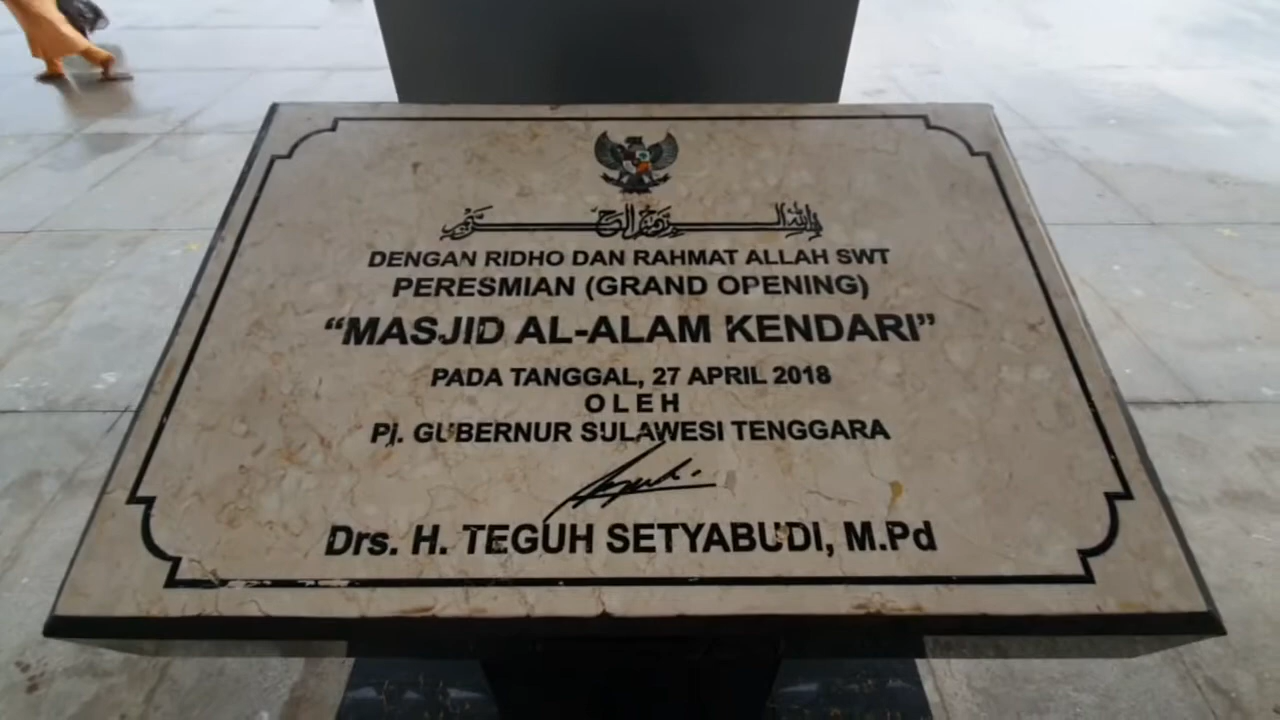 بسم الله الرحمن الرحيم
DENGAN RIDHO DAN RAHMAT ALLAH SWT
PERESMIAN (GRAND OPENING)
“MASJID AL-ALAM KENDARI”
PADA TANGGAL, 27 APRIL 2018
OLEH
Pj. GUBERNUR SULAWESI TENGGARA
Drs. H. TEGUH SETYABUDI, M.Pd